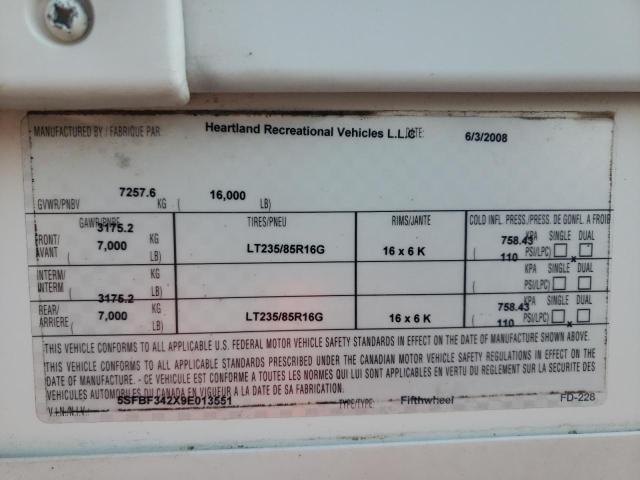 MANUFACTURED BY / FABRIQUE PAR Heartland Recreational Vehicles L.L.C DATE: 6/3/2008
GVWR/PNBV 7257.6 KG ( 16,000 LB)
GAWR/PNBE TIRES/PNEU RIMS/JANTE COLD INFL. PRESS./PRESS. DE GONFL. A FROID
FRONT/ 3175.2 KG 758.43 KPA SINGLE DUAL
AVANT ( 7,000 LB) LT235/85R16G 16 x 6 K ( 110 PSI/LPC) x
INTERM/ KG KPA SINGLE DUAL
INTERM ( LB) ( PSI/LPC)
REAR/ 3175.2 KG 758.43 KPA SINGLE DUAL
ARRIERE ( 7,000 LB) LT235/85R16G 16 x 6 K ( 110 PSI/LPC) x
THIS VEHICLE CONFORMS TO ALL APPLICABLE U.S. FEDERAL MOTOR VEHICLE SAFETY STANDARDS IN EFFECT ON THE DATE OF MANUFACTURE.
THIS VEHICLE CONFORMS TO ALL APPLICABLE STANDARDS PRESCRIBED UNDER THE CANADIAN MOTOR VEHICLE SAFETY REGULATIONS IN EFFECT ON THE
DATE OF MANUFACTURE. - CE VEHICULE EST CONFORME A TOUTES LES NORMES QUI LUI SONT APPLICABLES EN VERTU DU REGLEMENT SUR LA SECURITE DES
VEHICULES AUTOMOBILES DU CANADA EN VIGUEUR A LA DATE DE SA FABRICATION.
V.I.N./N.I.V. 5SFBF342X9E013551 TYPE/TYPE: Fifthwheel FD-228